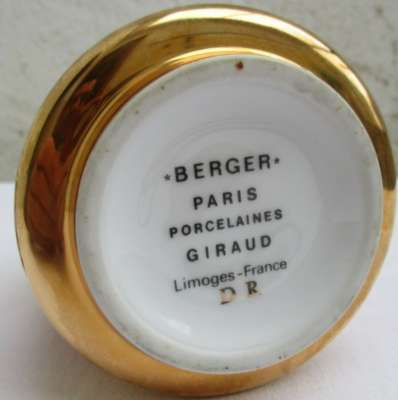 *BERGER*
PARIS
PORCELAINES
GIRAUD
Limoges-France
D R